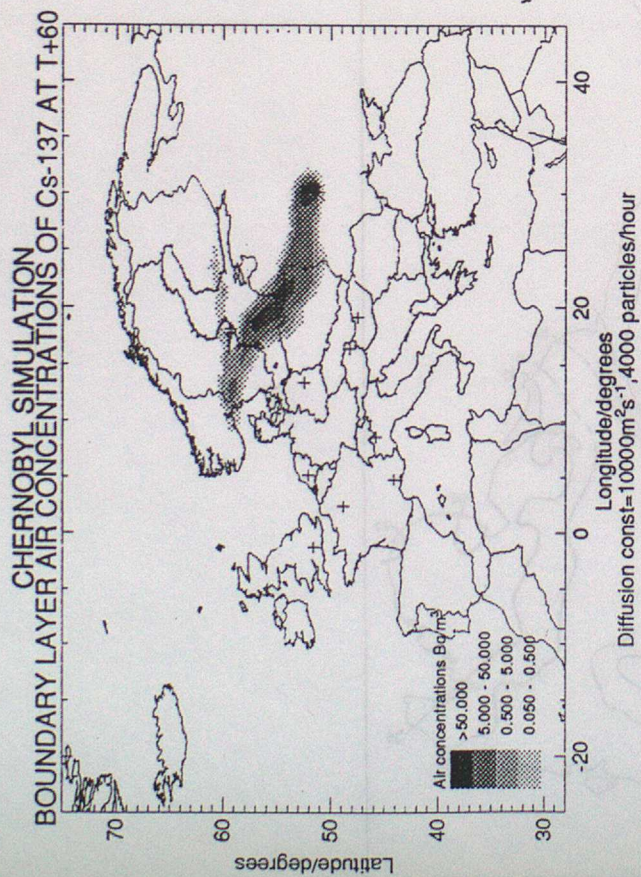 CHERNOBYL SIMULATION
BOUNDARY LAYER AIR CONCENTRATIONS OF Cs-137 AT T+60
Latitude/degrees
70
60
50
40
30
Air concentrations Bq/m³
>50.000
5.000 - 50.000
0.500 - 5.000
0.050 - 0.500
-20
0
20
40
Longitude/degrees
Diffusion const=10000m²s⁻¹,4000 particles/hour